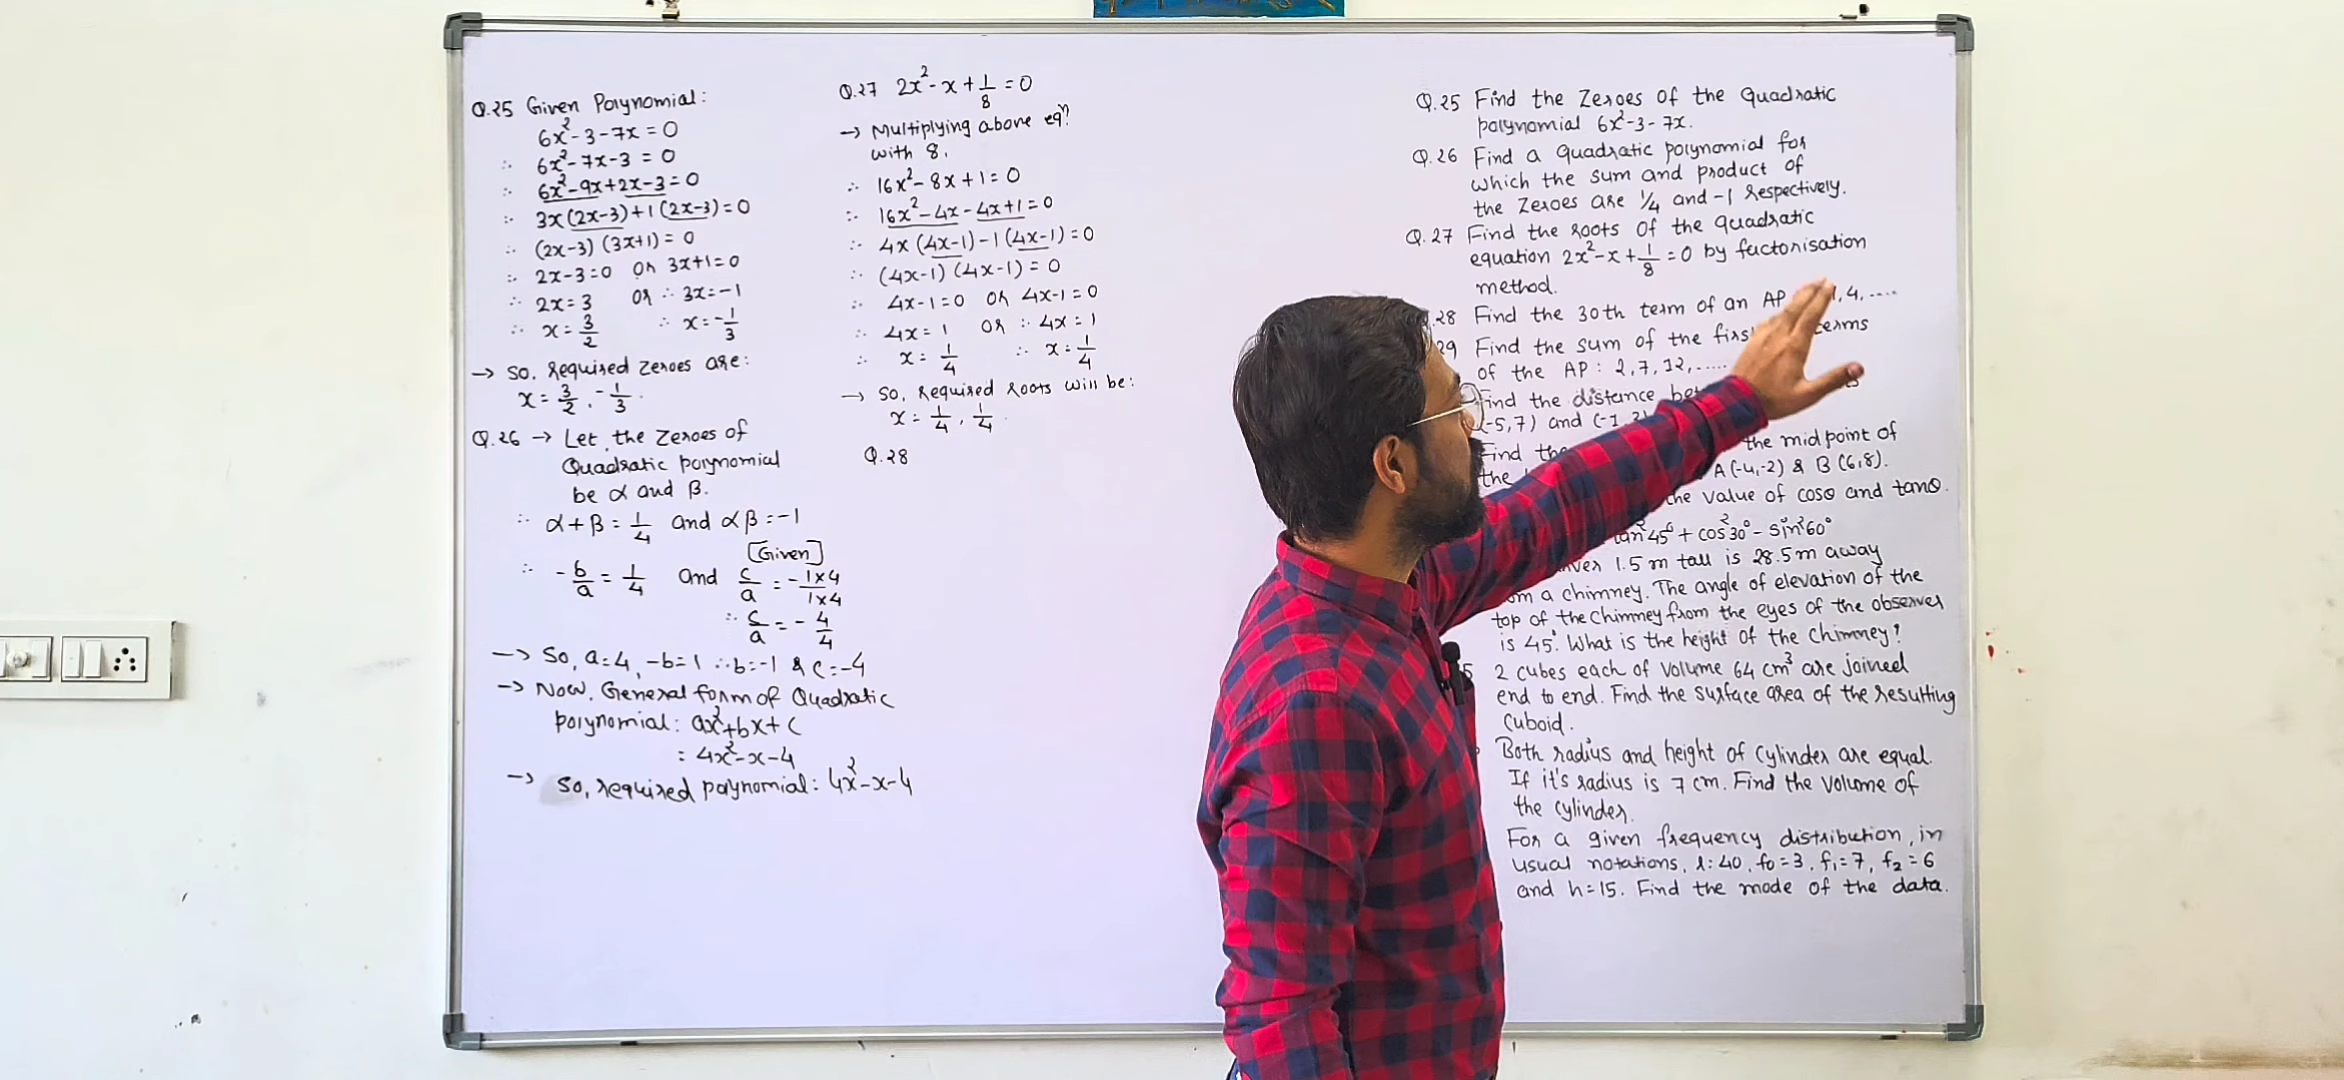 Q.25 Given Polynomial:
6x²-3-7x=0
∴ 6x²-7x-3=0
∴ 6x²-9x+2x-3=0
∴ 3x(2x-3)+1(2x-3)=0
∴ (2x-3)(3x+1)=0
∴ 2x-3=0 or 3x+1=0
∴ 2x=3 or ∴ 3x=-1
∴ x=3/2 ∴ x=-1/3
→ So, required zeroes are:
x=3/2, -1/3.
Q.26 → Let, the zeroes of
Quadratic polynomial
be α and β.
∴ α+β=1/4 and αβ=-1
[Given]
∴ -b/a=1/4 and c/a=-1×4/1×4
∴ c/a=-4/4
→ So, a=4, -b=1 ∴b=-1 & c=-4
→ Now, General form of Quadratic
polynomial: ax²+bx+c
= 4x²-x-4
→ So, required polynomial: 4x²-x-4
Q.27 2x²-x+1/8=0
→ Multiplying above eqⁿ
with 8.
∴ 16x²-8x+1=0
∴ 16x²-4x-4x+1=0
∴ 4x(4x-1)-1(4x-1)=0
∴ (4x-1)(4x-1)=0
∴ 4x-1=0 or 4x-1=0
∴ 4x=1 or ∴ 4x=1
∴ x=1/4 ∴ x=1/4
→ So, required roots will be:
x=1/4, 1/4.
Q.28
Q.25 Find the zeroes of the quadratic
polynomial 6x²-3-7x.
Q.26 Find a quadratic polynomial for
which the sum and product of
the zeroes are 1/4 and -1 respectively.
Q.27 Find the roots of the quadratic
equation 2x²-x+1/8=0 by factorisation
method.
.28 Find the 30th term of an AP 1,4,....
29 Find the sum of the first terms
of the AP: 2,7,12,.....
Find the distance
(-5,7) and (-1,
Find the the midpoint of
the A(-4,-2) & B(6,8).
the value of cosθ and tanθ.
tan²45°+cos²30°-sin²60°
1.5m tall is 28.5m away
a chimney. The angle of elevation of the
top of the chimney from the eyes of the observer
is 45°. What is the height of the chimney?
5 2 cubes each of volume 64 cm³ are joined
end to end. Find the surface area of the resulting
cuboid.
Both radius and height of cylinder are equal.
If it's radius is 7cm. Find the volume of
the cylinder.
For a given frequency distribution, in
usual notations, l=40, f0=3, f1=7, f2=6
and h=15. Find the mode of the data.